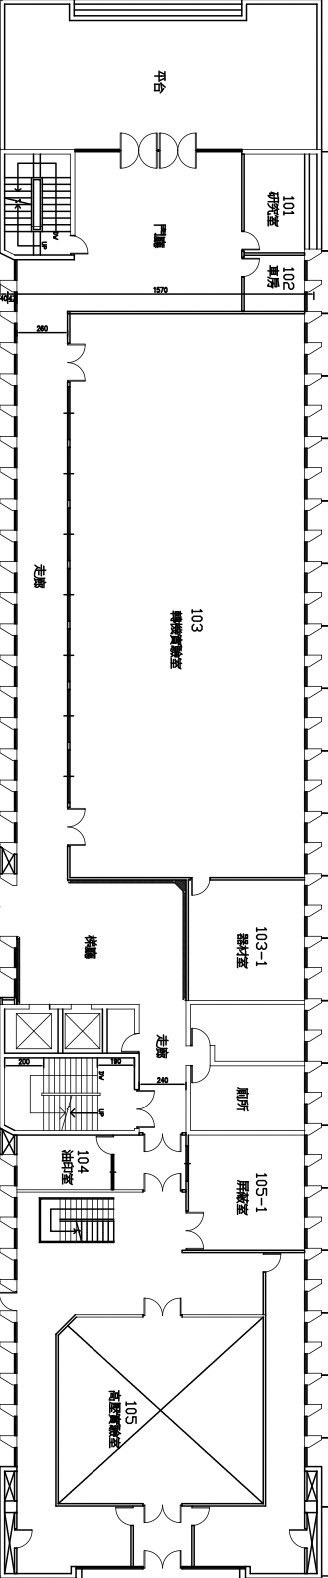 平台
101
研究室
門廳
102
車房
1570
260
DN
UP
走廊
103
轉機實驗室
103-1
器材室
梯廳
走廊
200
190
240
DN
UP
廁所
104
油印室
105-1
屏蔽室
105
高壓實驗室